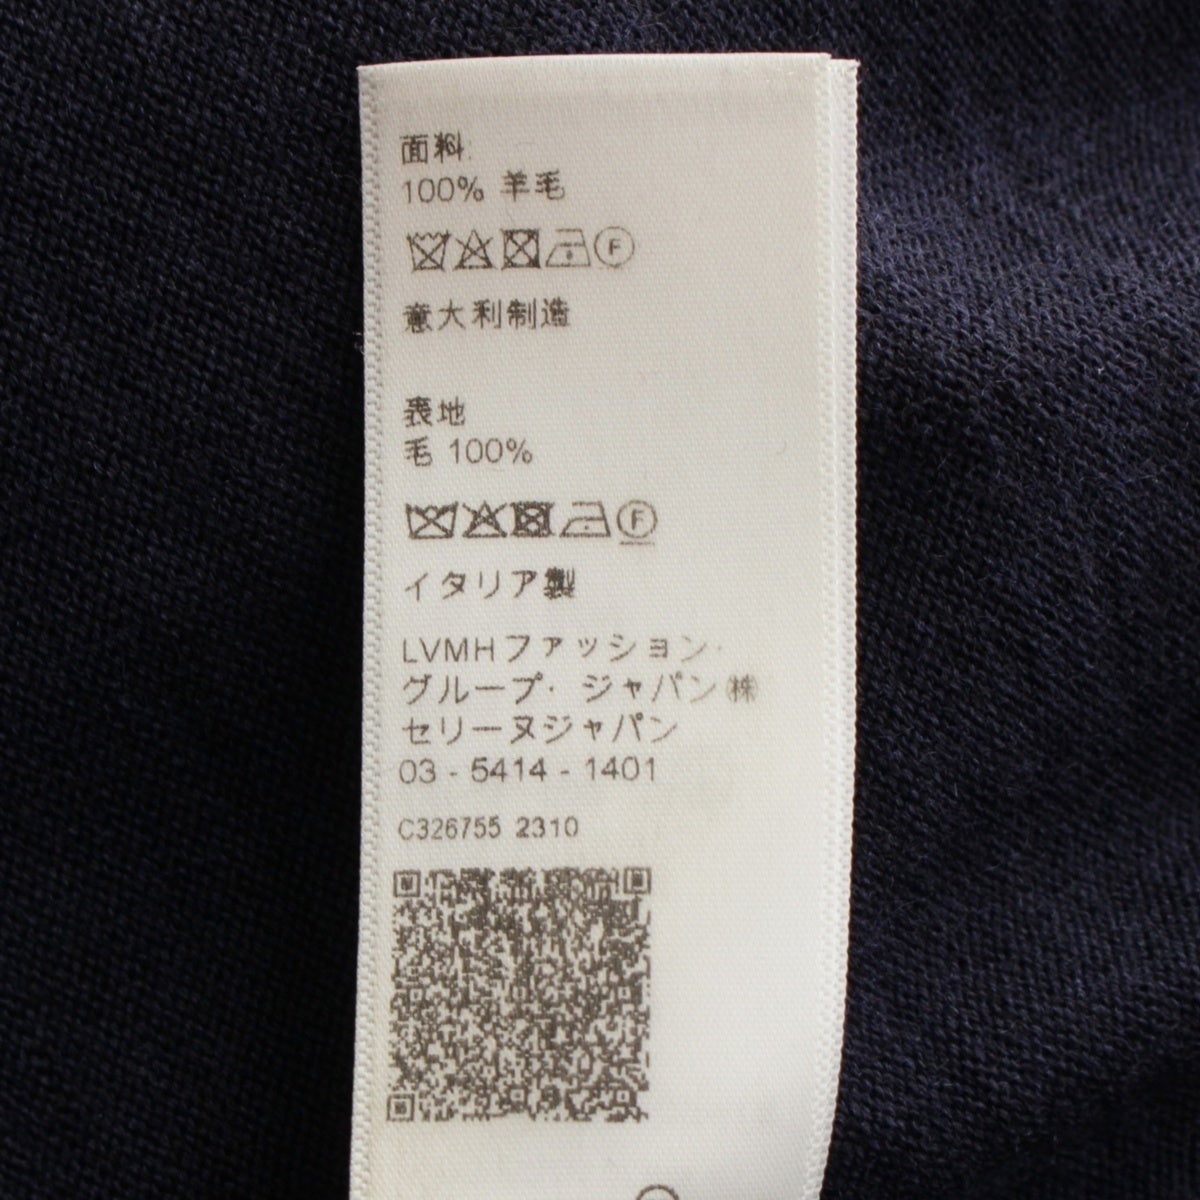 面料
100% 羊毛
F
意大利制造
表地
毛 100%
F
イタリア製
LVMHファッション・
グループ・ジャパン㈱
セリーヌジャパン
03 - 5414 - 1401
C326755 2310